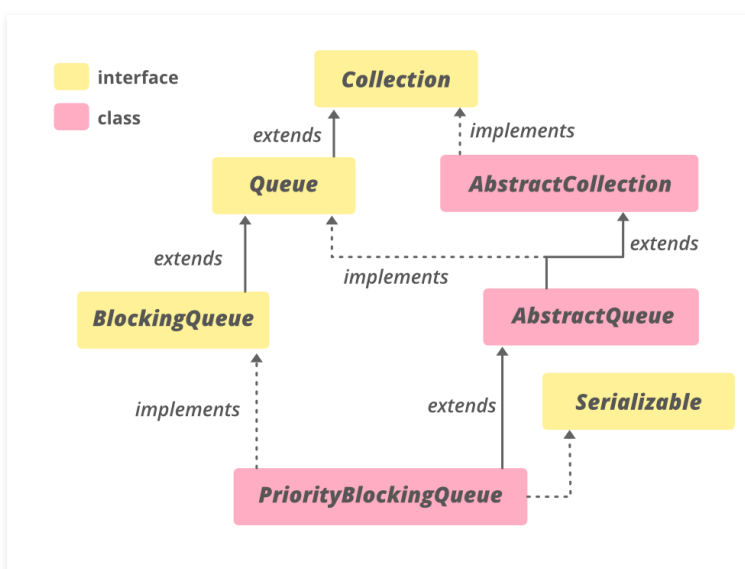 Collection
interface
class
extends
implements
Queue
AbstractCollection
extends
extends
implements
BlockingQueue
AbstractQueue
implements
extends
Serializable
PriorityBlockingQueue